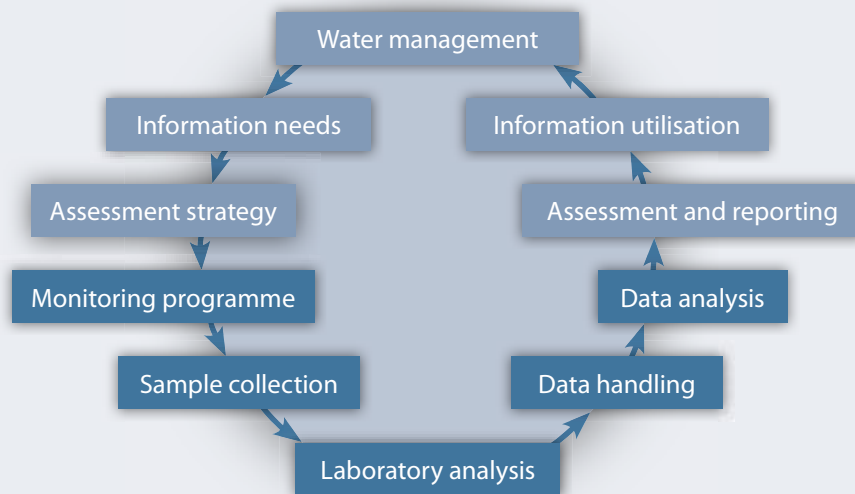 Water management
Information needs
Information utilisation
Assessment strategy
Assessment and reporting
Monitoring programme
Data analysis
Sample collection
Data handling
Laboratory analysis